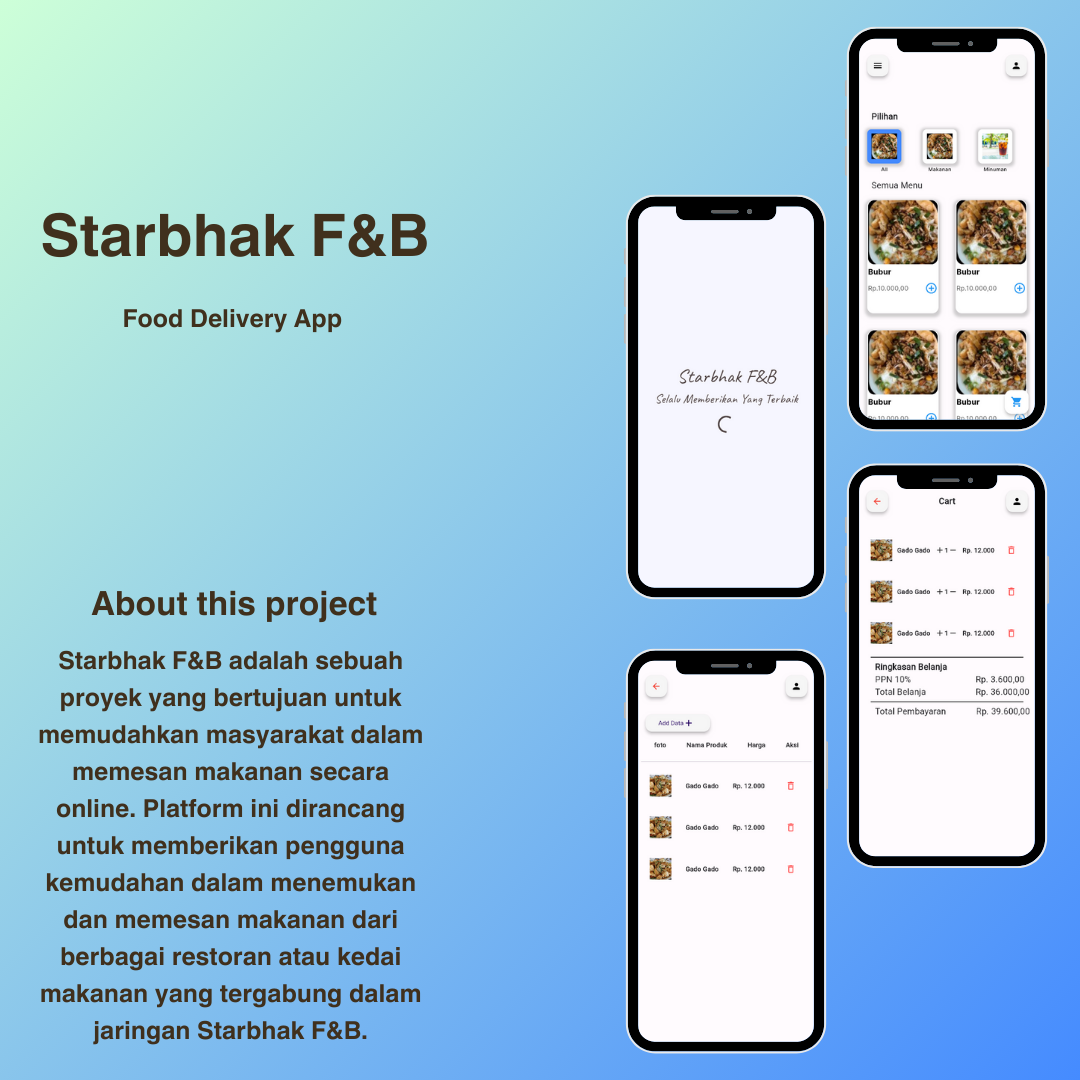 Starbhak F&B
Food Delivery App
About this project
Starbhak F&B adalah sebuah
proyek yang bertujuan untuk
memudahkan masyarakat dalam
memesan makanan secara
online. Platform ini dirancang
untuk memberikan pengguna
kemudahan dalam menemukan
dan memesan makanan dari
berbagai restoran atau kedai
makanan yang tergabung dalam
jaringan Starbhak F&B.
Starbhak F&B
Selalu Memberikan Yang Terbaik
Pilihan
All Makanan Minuman
Semua Menu
Bubur Bubur
Rp.10.000,00 Rp.10.000,00
Bubur Bubur
Rp.10.000,00 Rp.10.000,00
Add Data +
foto Nama Produk Harga Aksi
Gado Gado Rp. 12.000
Gado Gado Rp. 12.000
Gado Gado Rp. 12.000
Cart
Gado Gado + 1 − Rp. 12.000
Gado Gado + 1 − Rp. 12.000
Gado Gado + 1 − Rp. 12.000
Ringkasan Belanja
PPN 10% Rp. 3.600,00
Total Belanja Rp. 36.000,00
Total Pembayaran Rp. 39.600,00